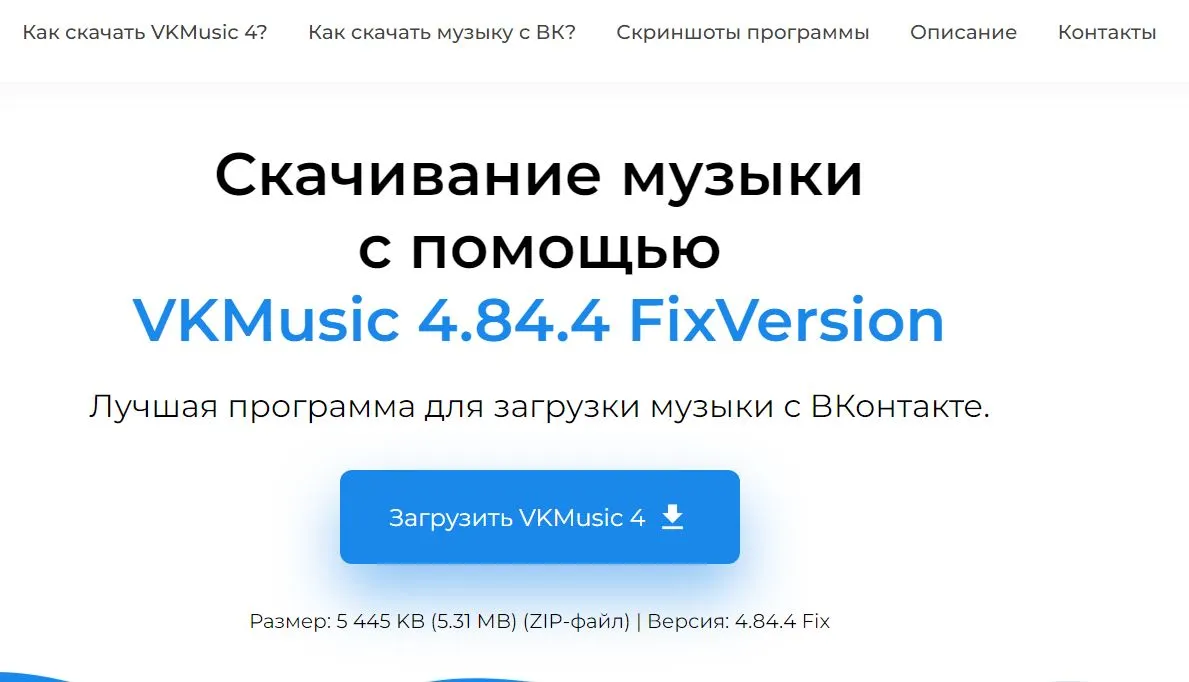 Как скачать VKMusic 4? Как скачать музыку с ВК? Скриншоты программы Описание Контакты
Скачивание музыки
с помощью
VKMusic 4.84.4 FixVersion
Лучшая программа для загрузки музыки с ВКонтакте.
Загрузить VKMusic 4
Размер: 5 445 KB (5.31 MB) (ZIP-файл) | Версия: 4.84.4 Fix